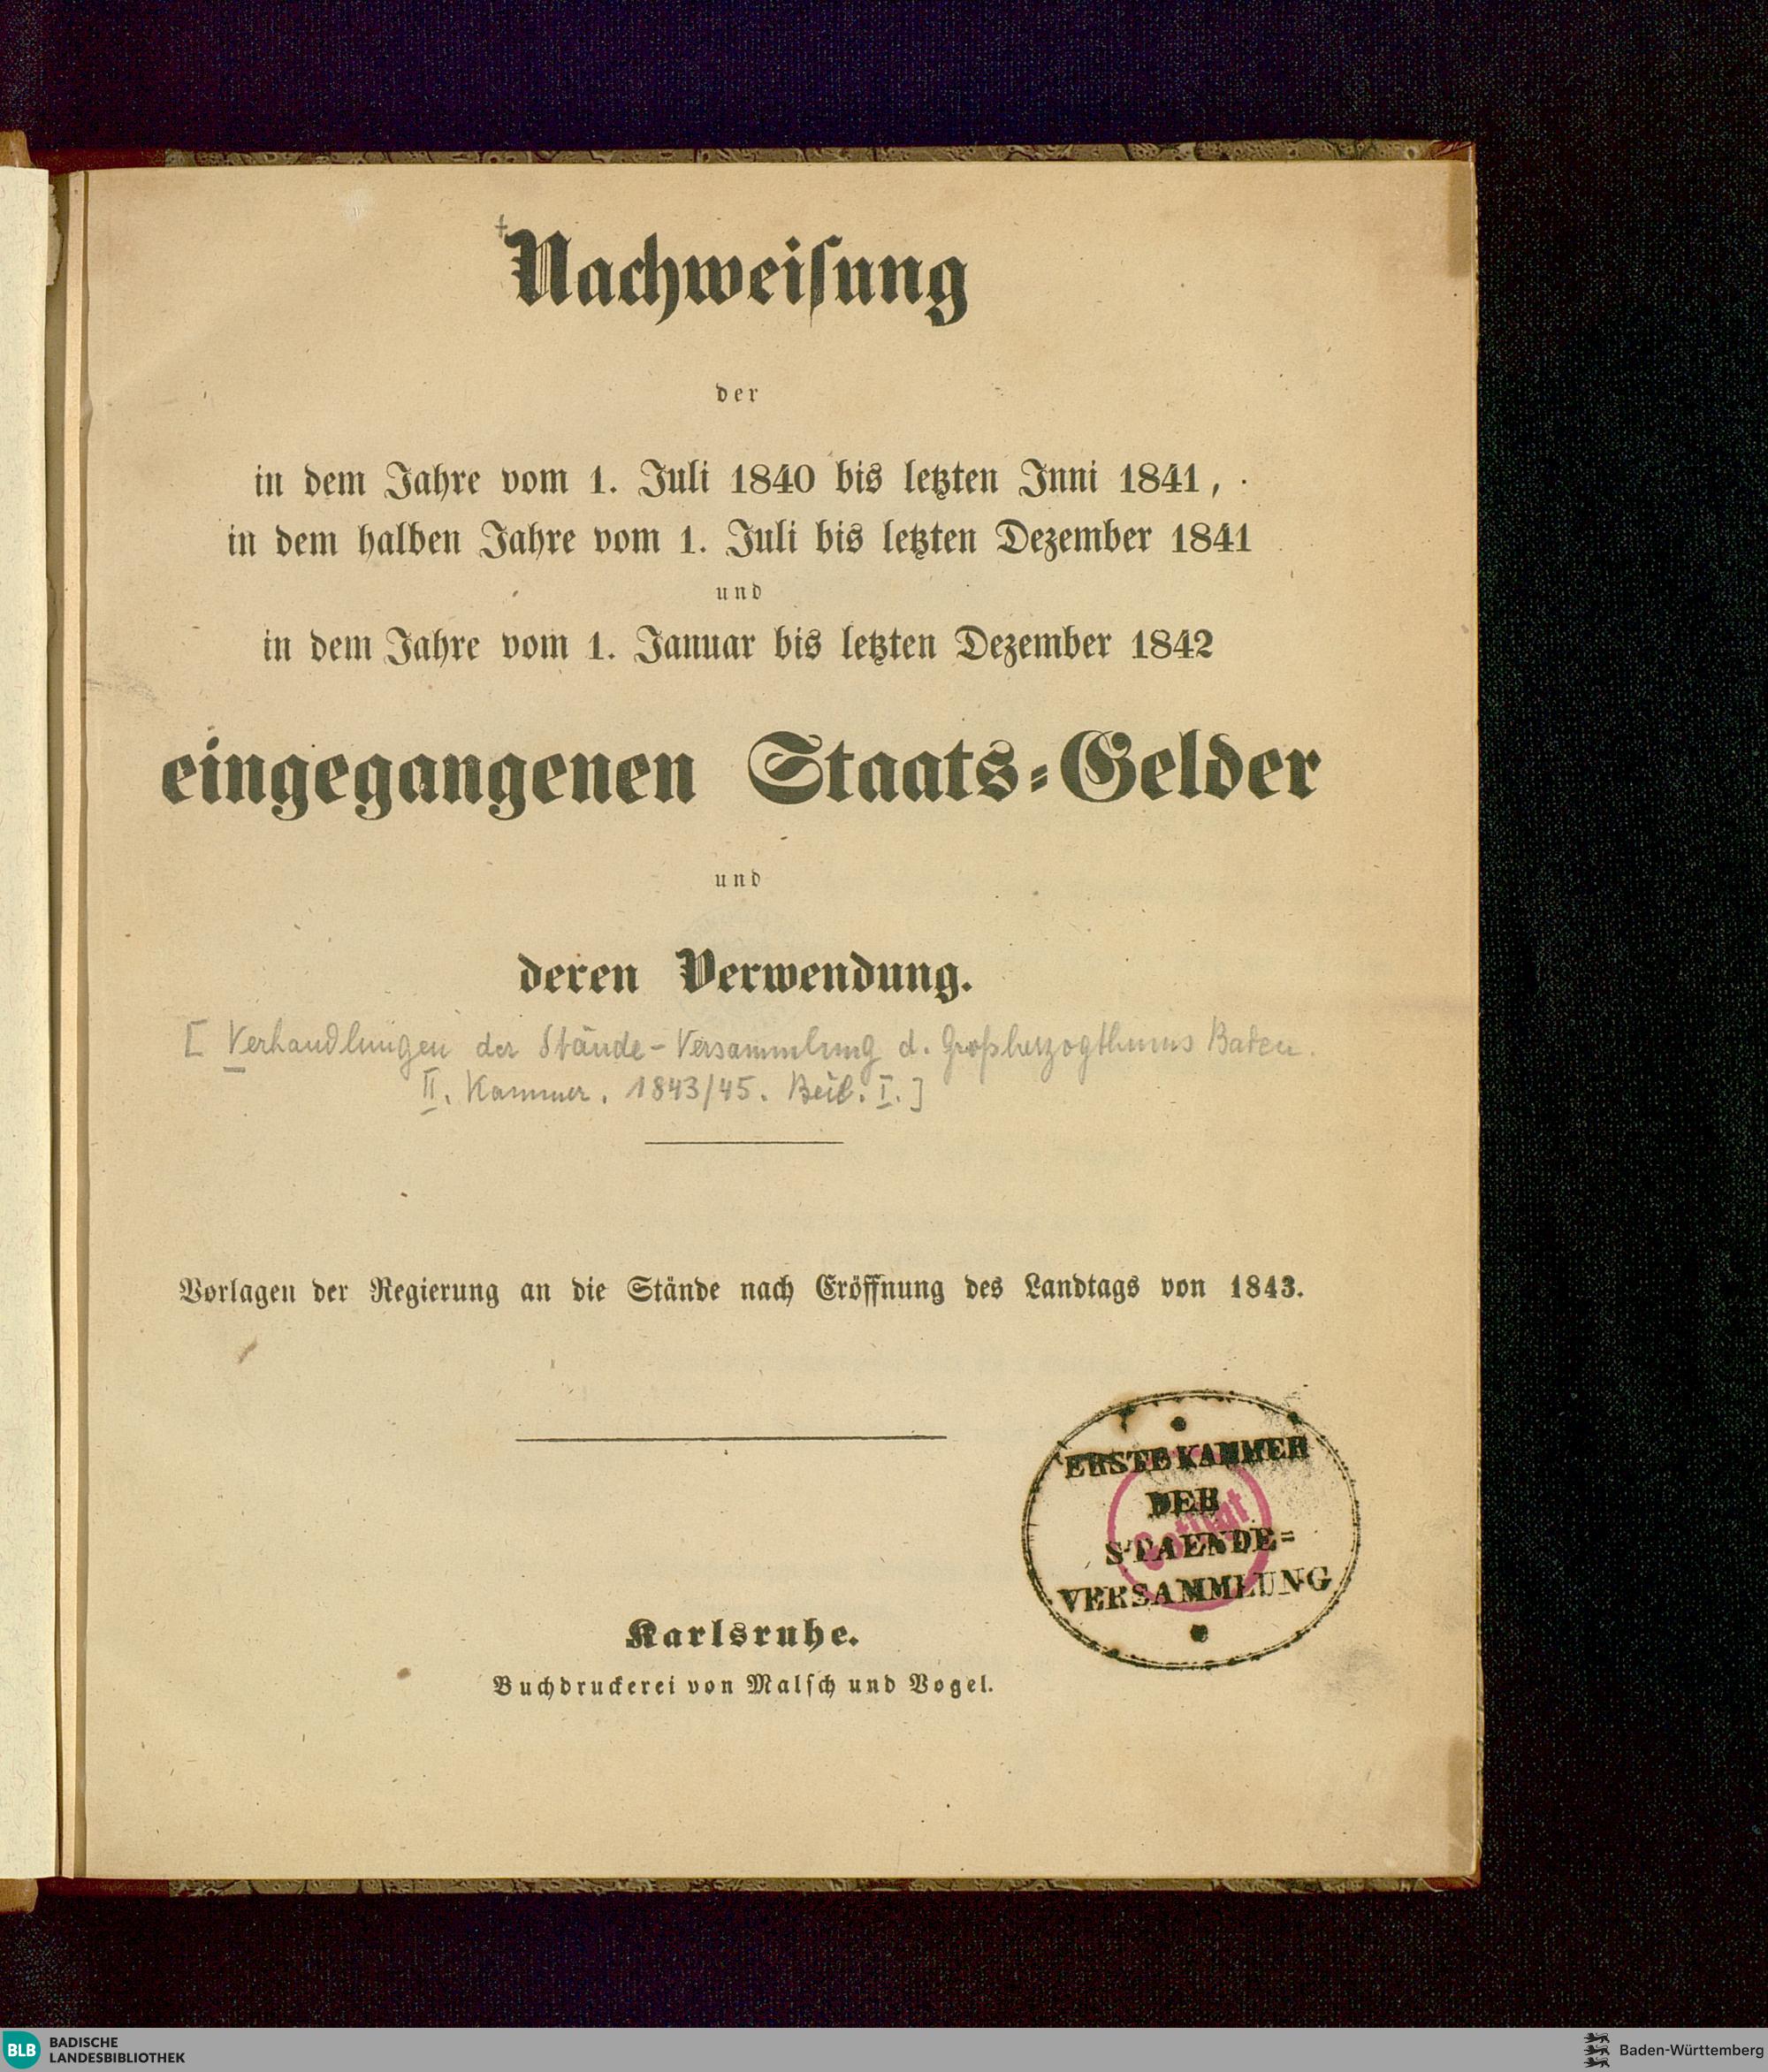 Nachweiſung
der
in dem Jahre vom 1. Juli 1840 bis letzten Inni 1841,
in dem halben Jahre vom 1. Juli bis letzten Dezember 1841
und
in dem Jahre vom 1. Januar bis letzten Dezember 1842
eingegangenen Staats-Gelder
und
deren Verwendung.
[Verhandlungen der Stände-Versammlung d. Großherzogthums Baden.
II. Kammer. 1843/45. Beil. I.]
Vorlagen der Regierung an die Stände nach Eröffnung des Landtags von 1843.
ERSTE KAMMER
DER
STAENDE=
VERSAMMLUNG
Karlsruhe.
Buchdruckerei von Malſch und Vogel.
BLB BADISCHE
LANDESBIBLIOTHEK
Baden-Württemberg